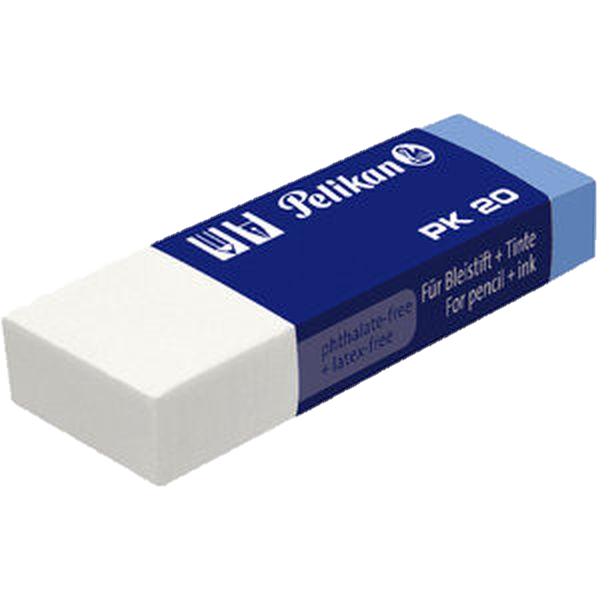 Pelikan
PK 20
Für Bleistift + Tinte
For pencil + ink
phthalate-free
+ latex-free